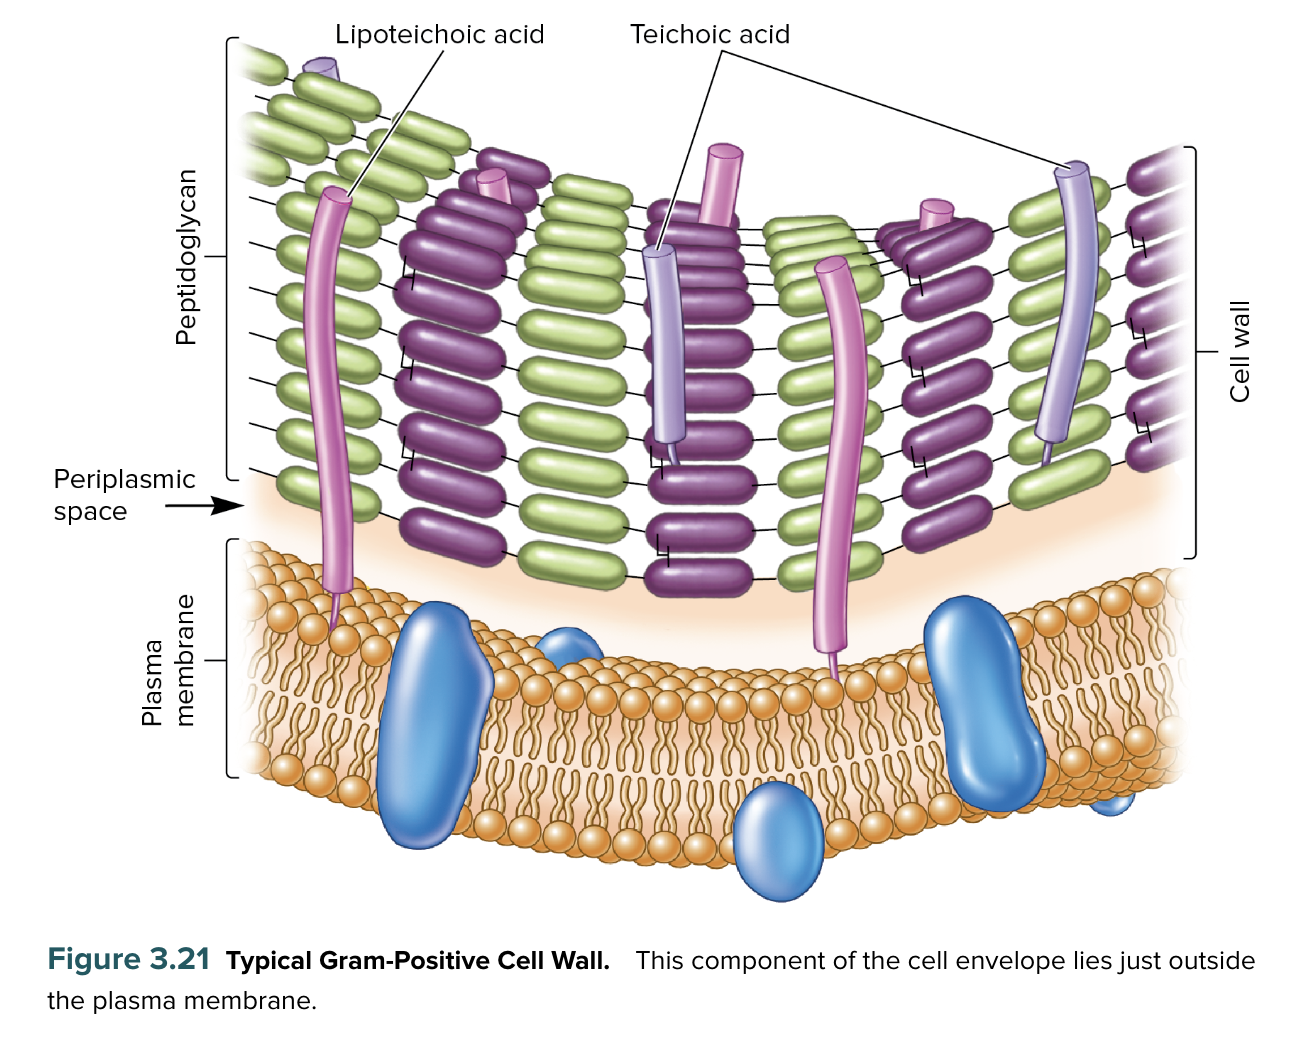 Lipoteichoic acid
Teichoic acid
Peptidoglycan
Cell wall
Periplasmic
space
Plasma
membrane
Figure 3.21 Typical Gram-Positive Cell Wall. This component of the cell envelope lies just outside
the plasma membrane.